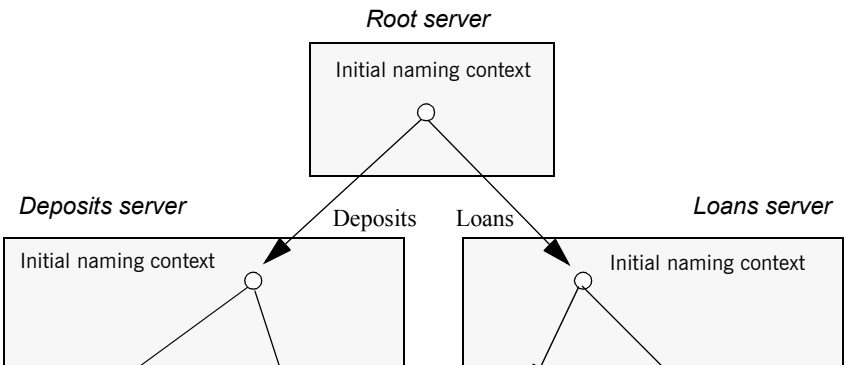 Root server
Initial naming context
Deposits server
Deposits
Loans
Loans server
Initial naming context
Initial naming context